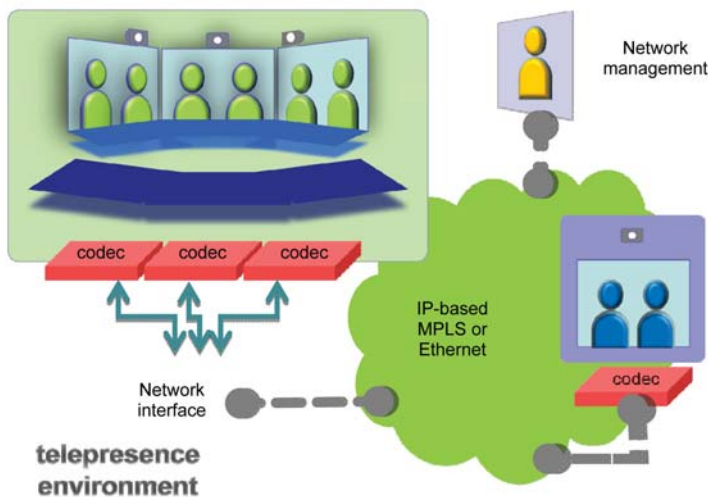 Network
management
codec
codec
codec
IP-based
MPLS or
Ethernet
codec
Network
interface
telepresence
environment